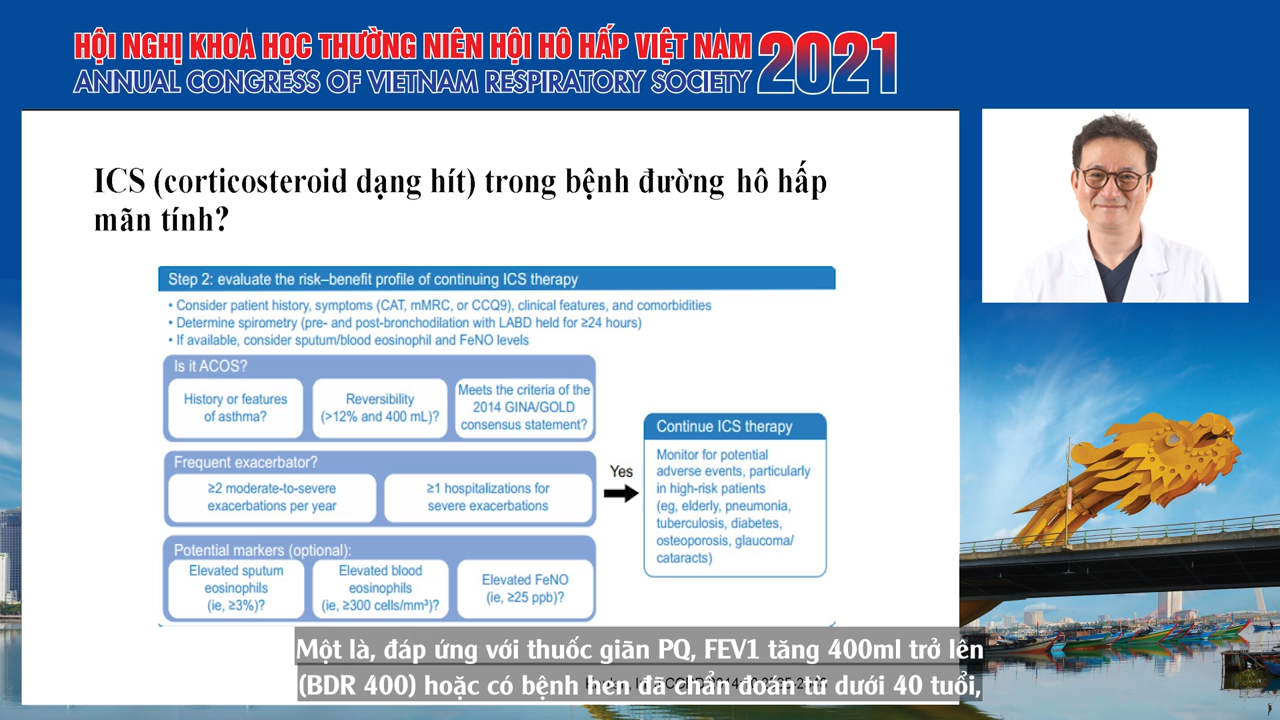 HỘI NGHỊ KHOA HỌC THƯỜNG NIÊN HỘI HÔ HẤP VIỆT NAM 2021
ANNUAL CONGRESS OF VIETNAM RESPIRATORY SOCIETY
ICS (corticosteroid dạng hít) trong bệnh đường hô hấp
mãn tính?
Step 2: evaluate the risk–benefit profile of continuing ICS therapy
• Consider patient history, symptoms (CAT, mMRC, or CCQ9), clinical features, and comorbidities
• Determine spirometry (pre- and post-bronchodilation with LABD held for ≥24 hours)
• If available, consider sputum/blood eosinophil and FeNO levels
Is it ACOS?
History or features
of asthma?
Reversibility
(>12% and 400 mL)?
Meets the criteria of the
2014 GINA/GOLD
consensus statement?
Frequent exacerbator?
≥2 moderate-to-severe
exacerbations per year
≥1 hospitalizations for
severe exacerbations
Potential markers (optional):
Elevated sputum
eosinophils
(ie, ≥3%)?
Elevated blood
eosinophils
(ie, ≥300 cells/mm³)?
Elevated FeNO
(ie, ≥25 ppb)?
Yes
Continue ICS therapy
Monitor for potential
adverse events, particularly
in high-risk patients
(eg, elderly, pneumonia,
tuberculosis, diabetes,
osteoporosis, glaucoma/
cataracts)
Một là, đáp ứng với thuốc giãn PQ, FEV1 tăng 400ml trở lên
(BDR 400) hoặc có bệnh hen đã chẩn đoán từ dưới 40 tuổi,